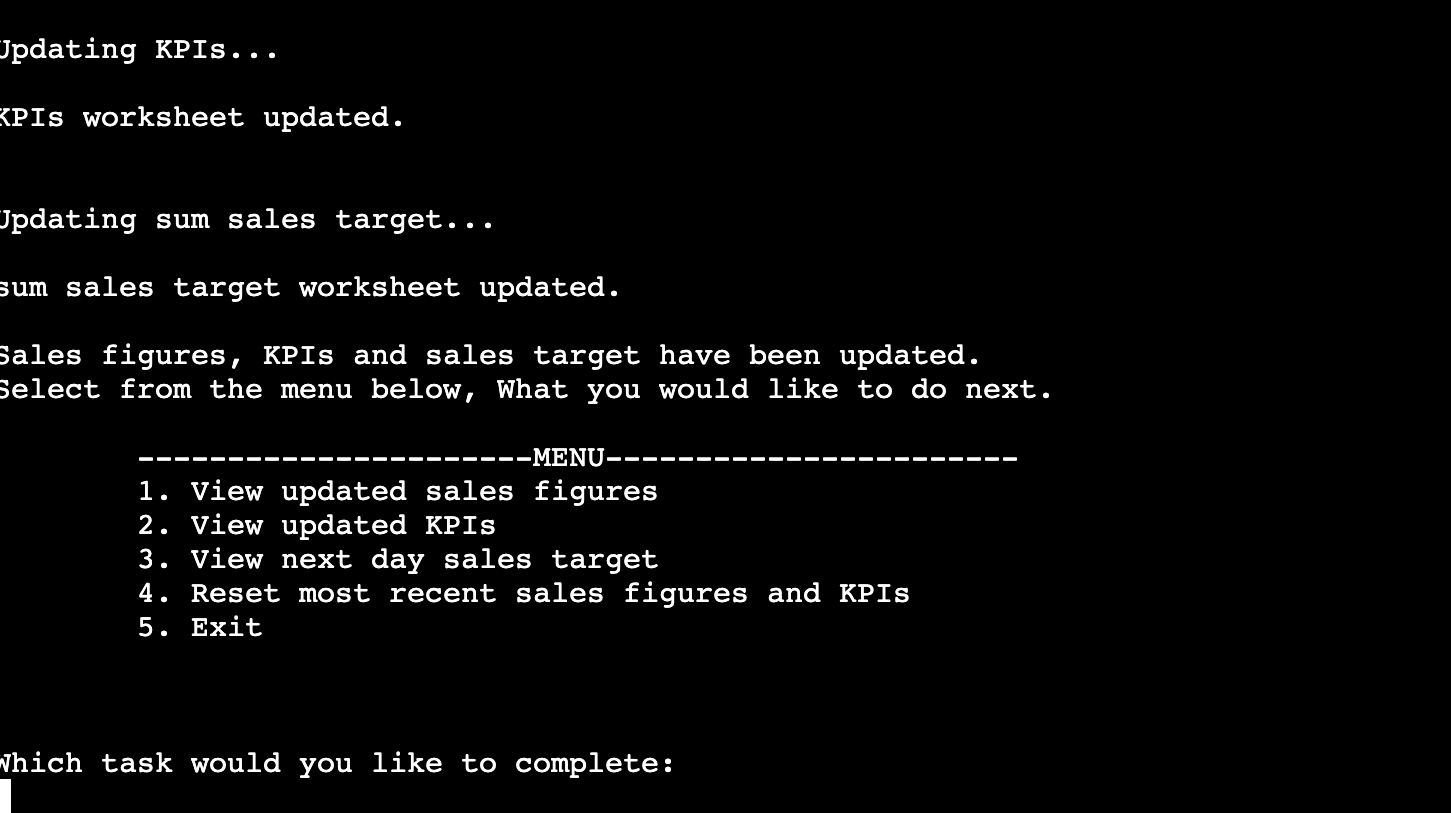 Updating KPIs...
KPIs worksheet updated.
Updating sum sales target...
sum sales target worksheet updated.
Sales figures, KPIs and sales target have been updated.
Select from the menu below, What you would like to do next.
----------------------MENU-----------------------
1. View updated sales figures
2. View updated KPIs
3. View next day sales target
4. Reset most recent sales figures and KPIs
5. Exit
Which task would you like to complete: